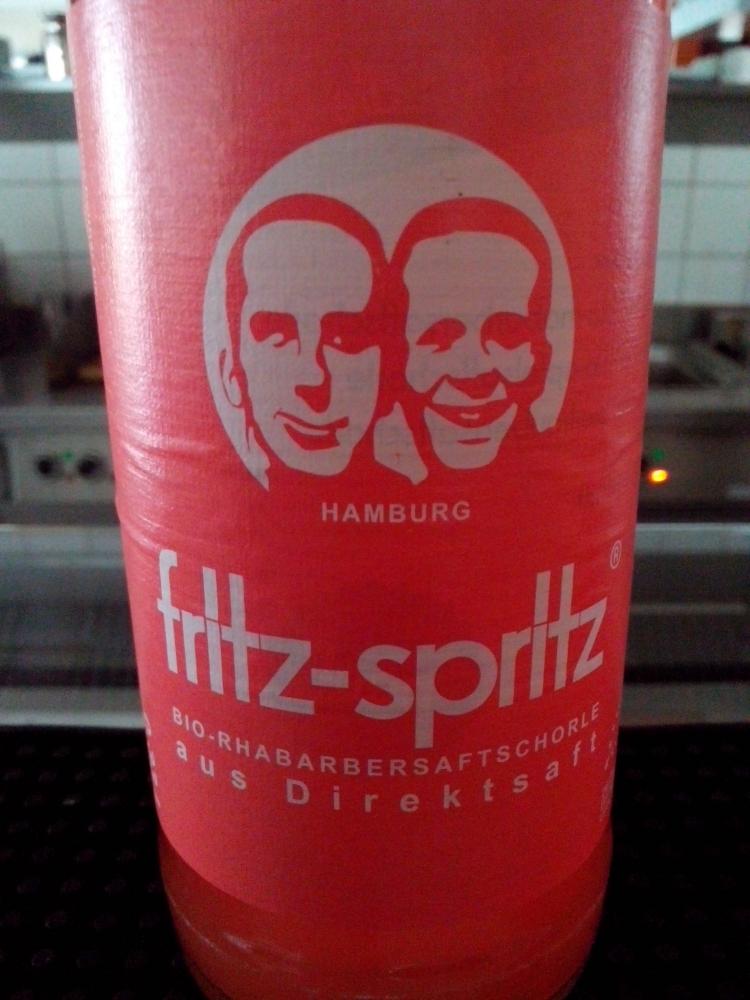 HAMBURG
fritz-spritz®
BIO-RHABARBERSAFTSCHORLE
aus Direktsaft